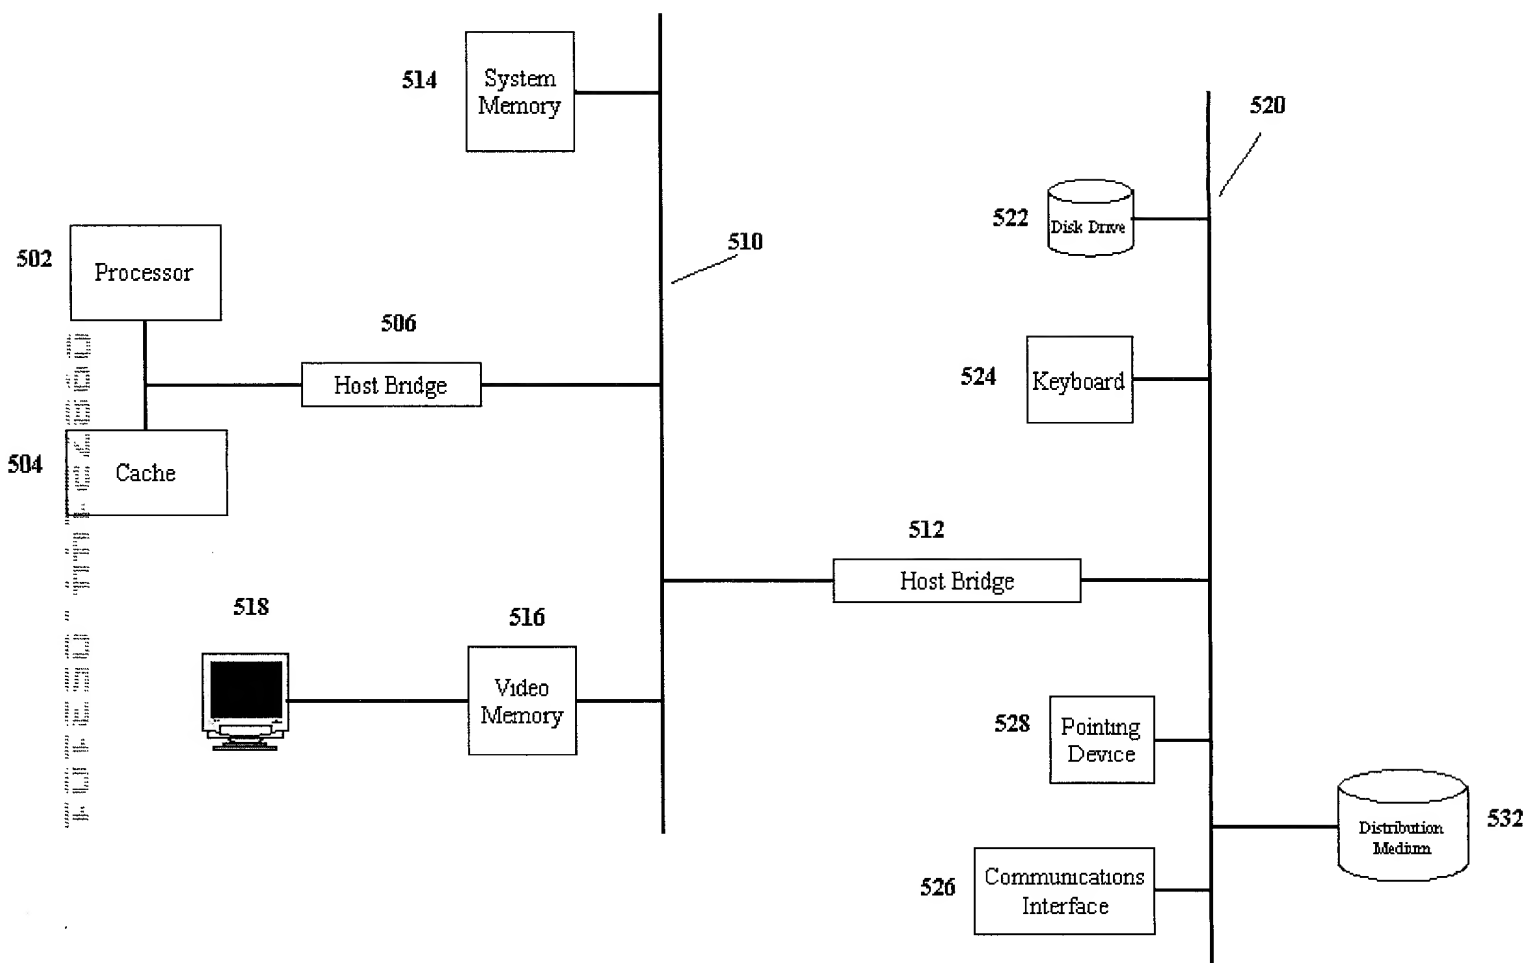 514
System
Memory
520
522
Disk Drive
510
502
Processor
506
Host Bridge
524
Keyboard
504
Cache
512
Host Bridge
518
516
Video
Memory
528
Pointing
Device
532
Distribution
Medium
526
Communications
Interface